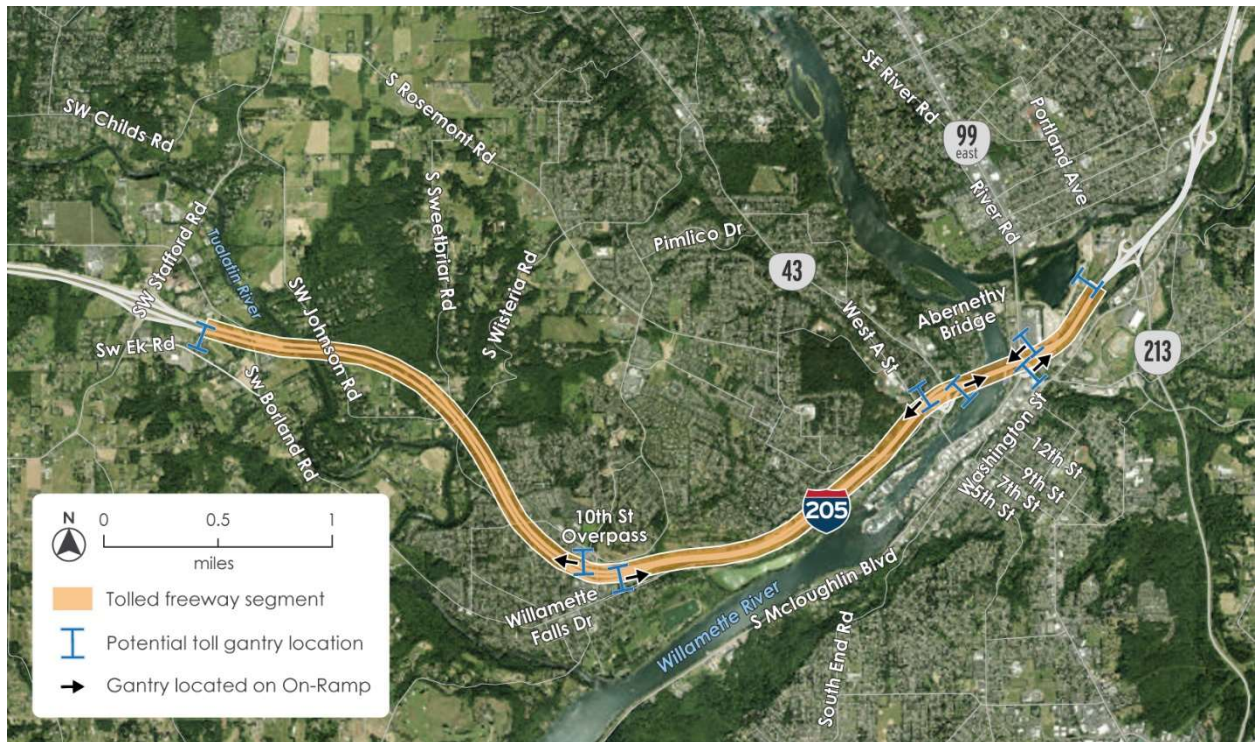 SW Childs Rd
S Rosemont Rd
SE River Rd
99
east
Portland Ave
River Rd
SW Stafford Rd
Tualatin River
S Sweetbriar Rd
S Wisteria Rd
Pimlico Dr
43
SW Johnson Rd
Sw Ek Rd
Sw Borland Rd
West A St
Abernethy
Bridge
213
Washington St
12th St
9th St
7th St
5th St
205
10th St
Overpass
Willamette
Falls Dr
Willamette River
S Mcloughlin Blvd
South End Rd
N
0 0.5 1
miles
Tolled freeway segment
Potential toll gantry location
Gantry located on On-Ramp